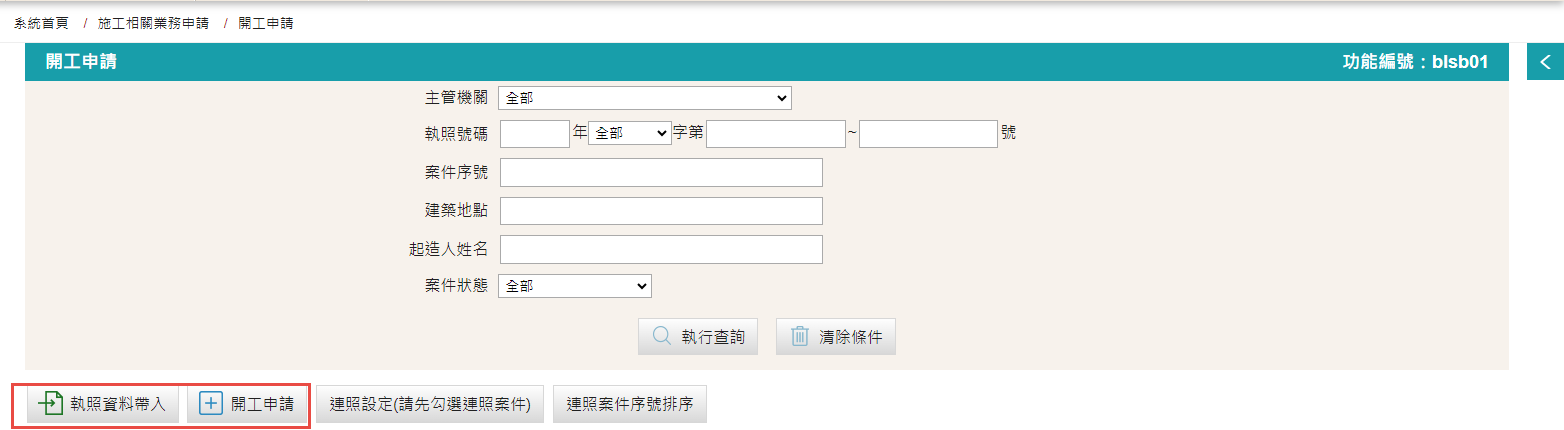 系統首頁 / 施工相關業務申請 / 開工申請
開工申請 功能編號：blsb01
主管機關 全部
執照號碼 年 全部 字第 ~ 號
案件序號
建築地點
起造人姓名
案件狀態 全部
執行查詢 清除條件
執照資料帶入 開工申請 連照設定(請先勾選連照案件) 連照案件序號排序